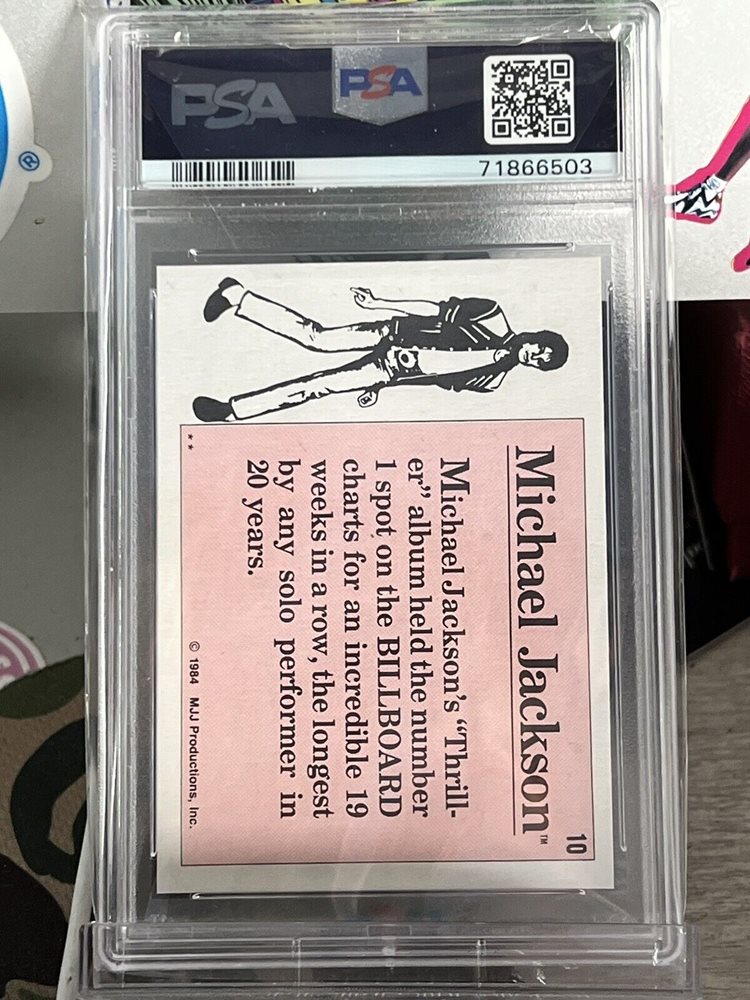 PSA
PSA
71866503
10
Michael Jackson™
Michael Jackson's “Thrill-
er” album held the number
1 spot on the BILLBOARD
charts for an incredible 19
weeks in a row, the longest
by any solo performer in
20 years.
**
© 1984 MJJ Productions, Inc.
®